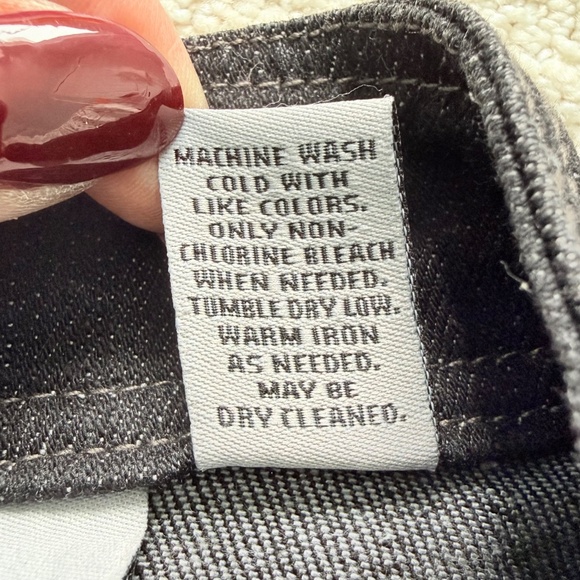 MACHINE WASH
COLD WITH
LIKE COLORS.
ONLY NON-
CHLORINE BLEACH
WHEN NEEDED.
TUMBLE DRY LOW.
WARM IRON
AS NEEDED.
MAY BE
DRY CLEANED.